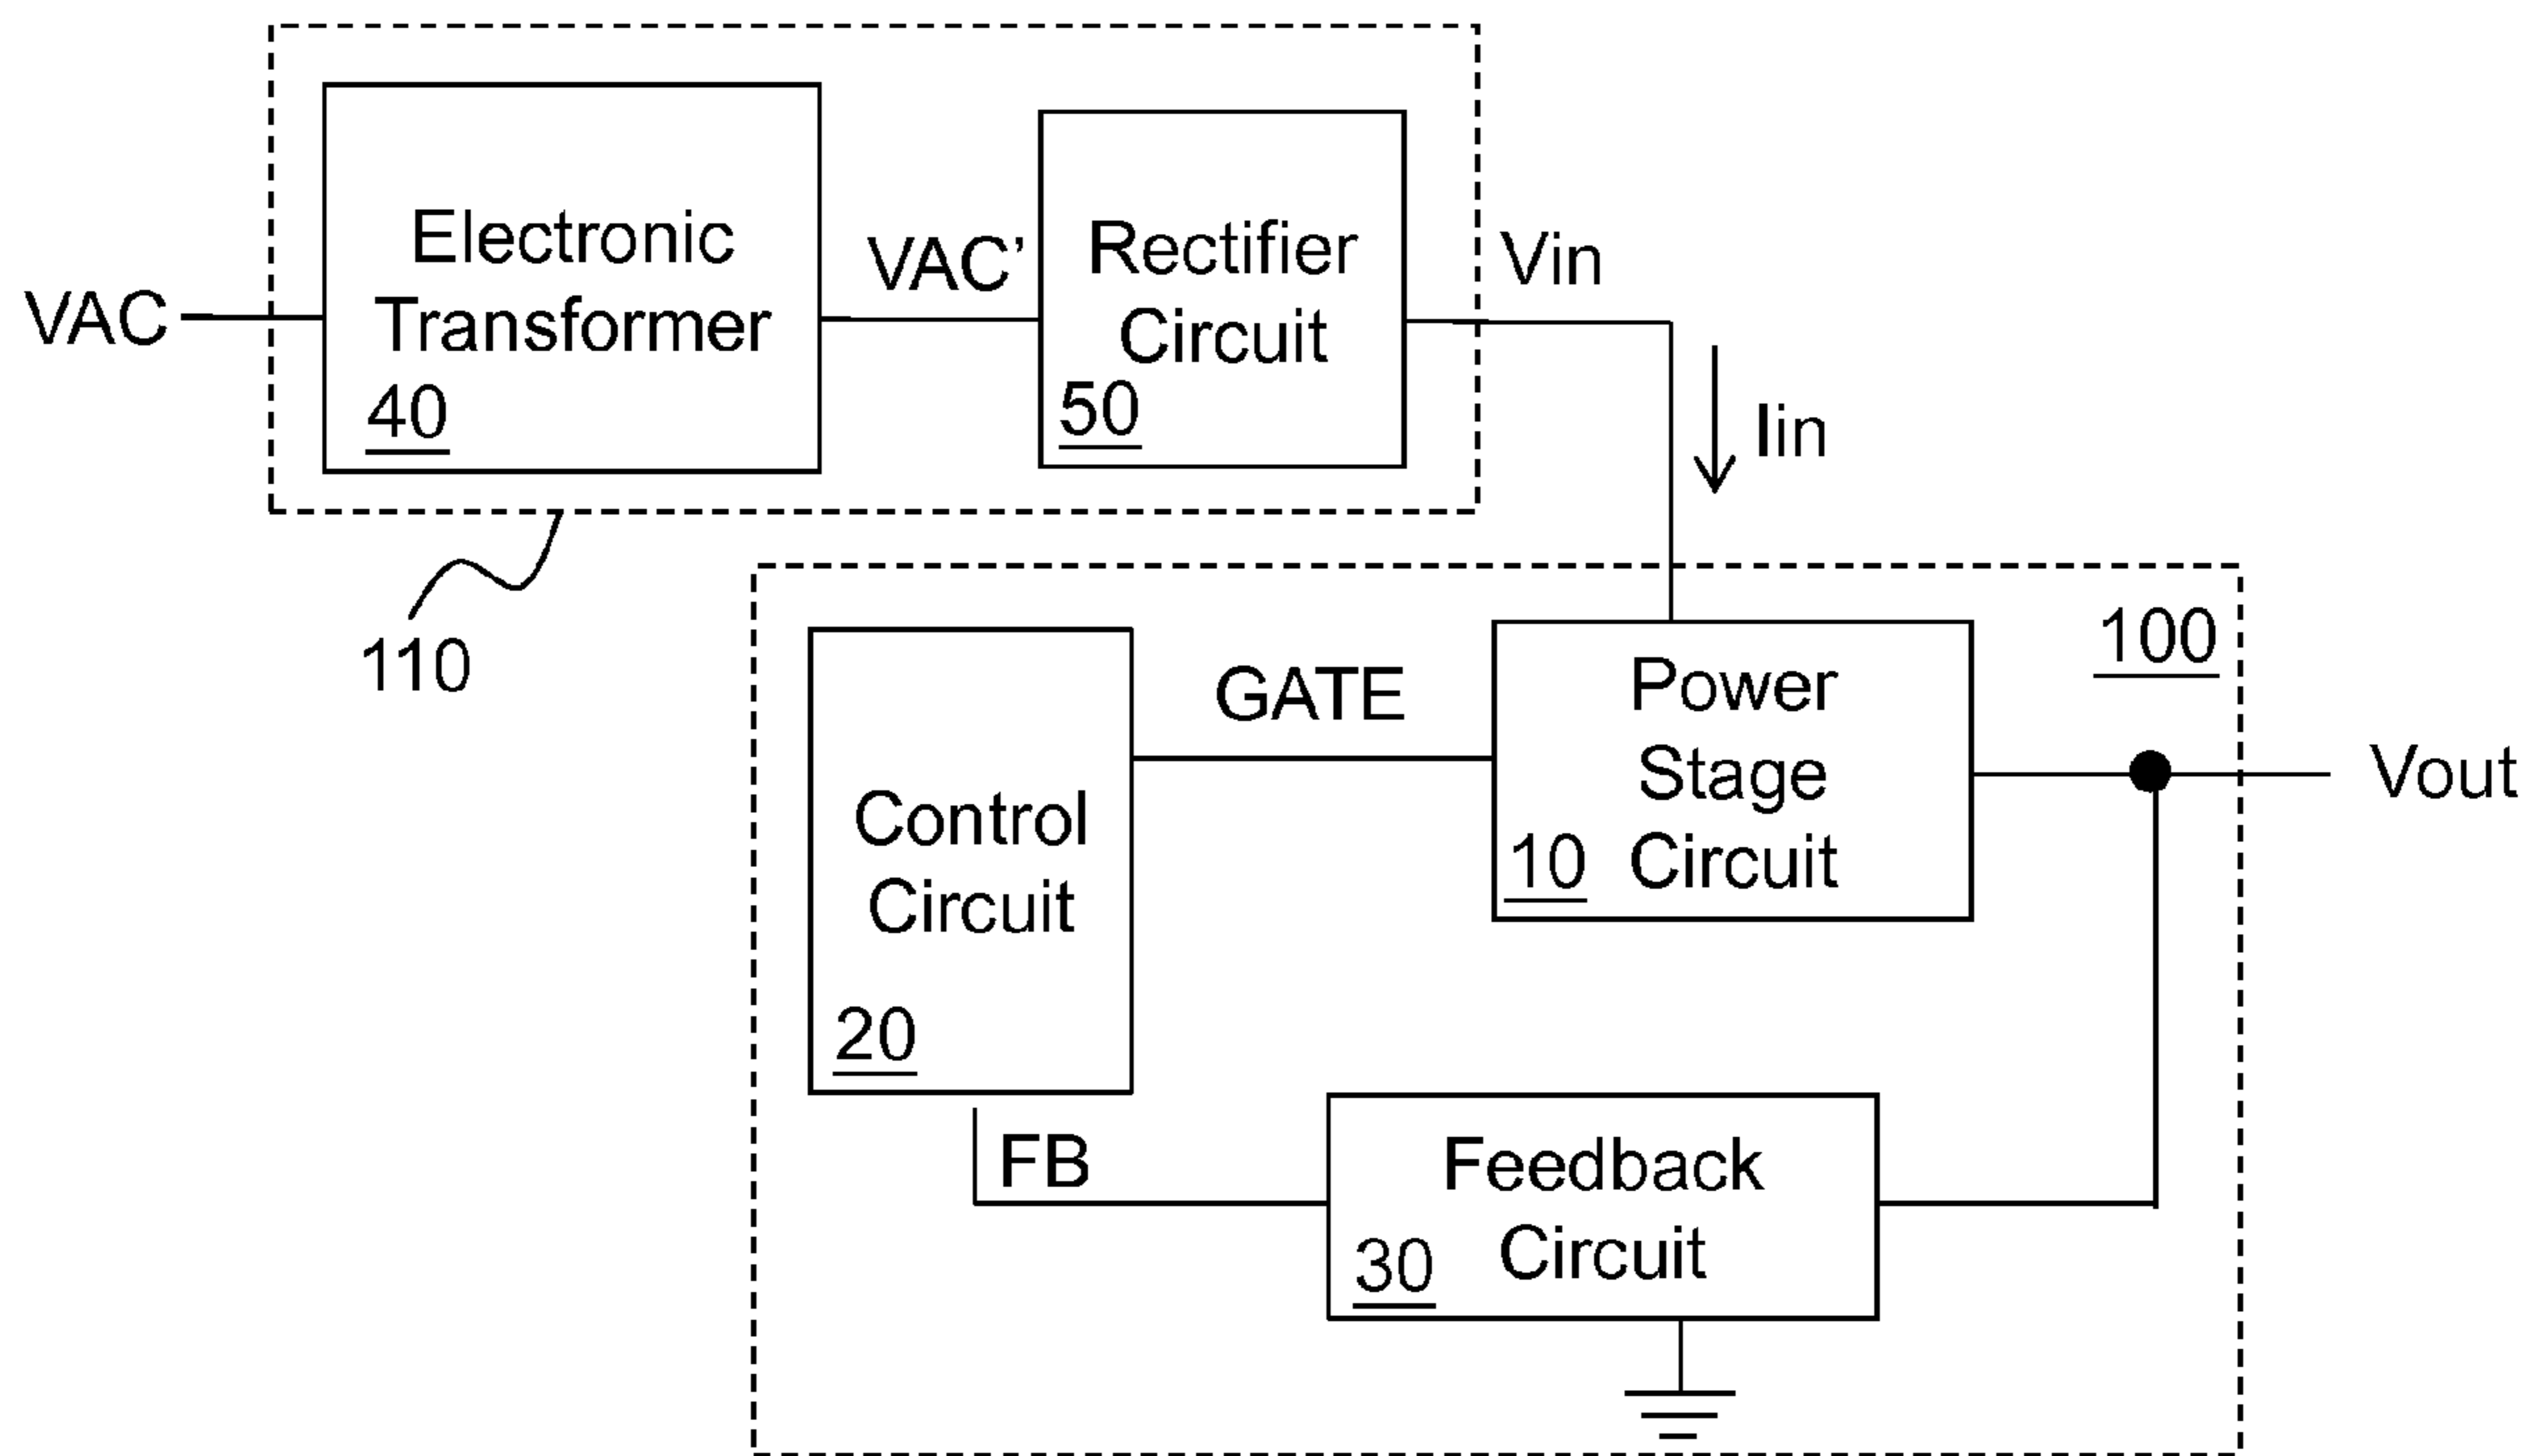 VAC
Electronic
Transformer
40
VAC’
Rectifier
Circuit
50
Vin
Iin
110
100
Control
Circuit
20
GATE
Power
Stage
Circuit
10
Vout
FB
Feedback
Circuit
30